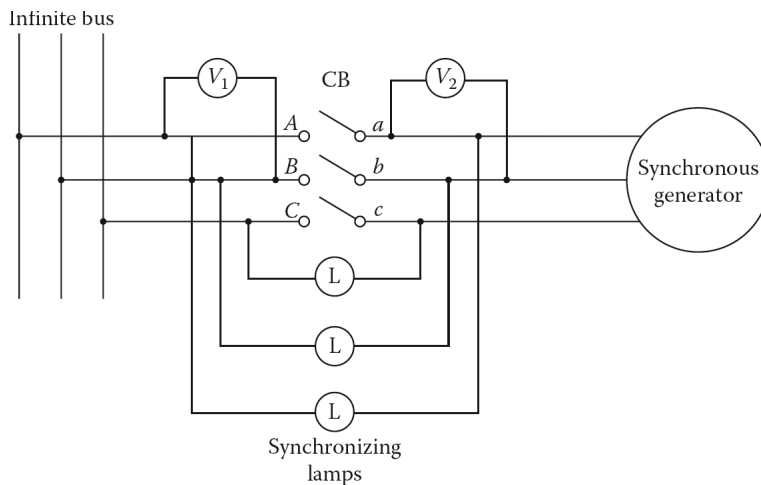 Infinite bus
V1
CB
V2
A
a
B
b
C
c
Synchronous
generator
L
L
L
Synchronizing
lamps